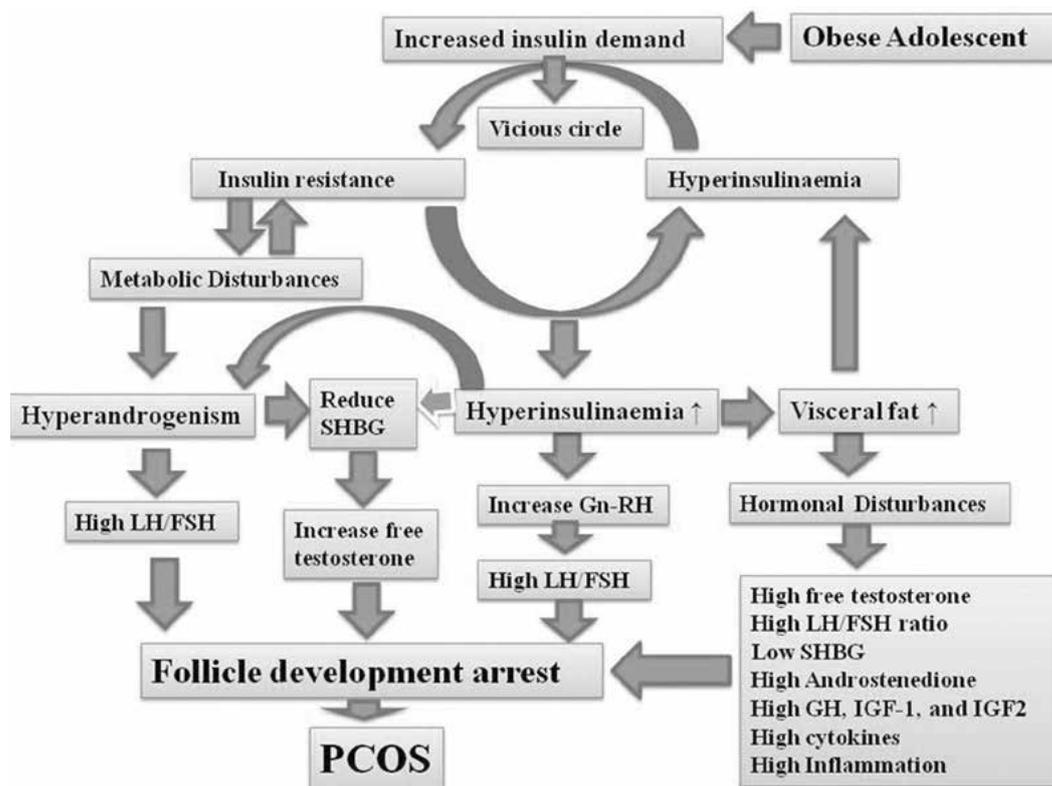 Increased insulin demand
Obese Adolescent
Vicious circle
Insulin resistance
Hyperinsulinaemia
Metabolic Disturbances
Hyperandrogenism
Reduce
SHBG
Hyperinsulinaemia ↑
Visceral fat ↑
High LH/FSH
Increase free
testosterone
Increase Gn-RH
High LH/FSH
Hormonal Disturbances
High free testosterone
High LH/FSH ratio
Low SHBG
High Androstenedione
High GH, IGF-1, and IGF2
High cytokines
High Inflammation
Follicle development arrest
PCOS